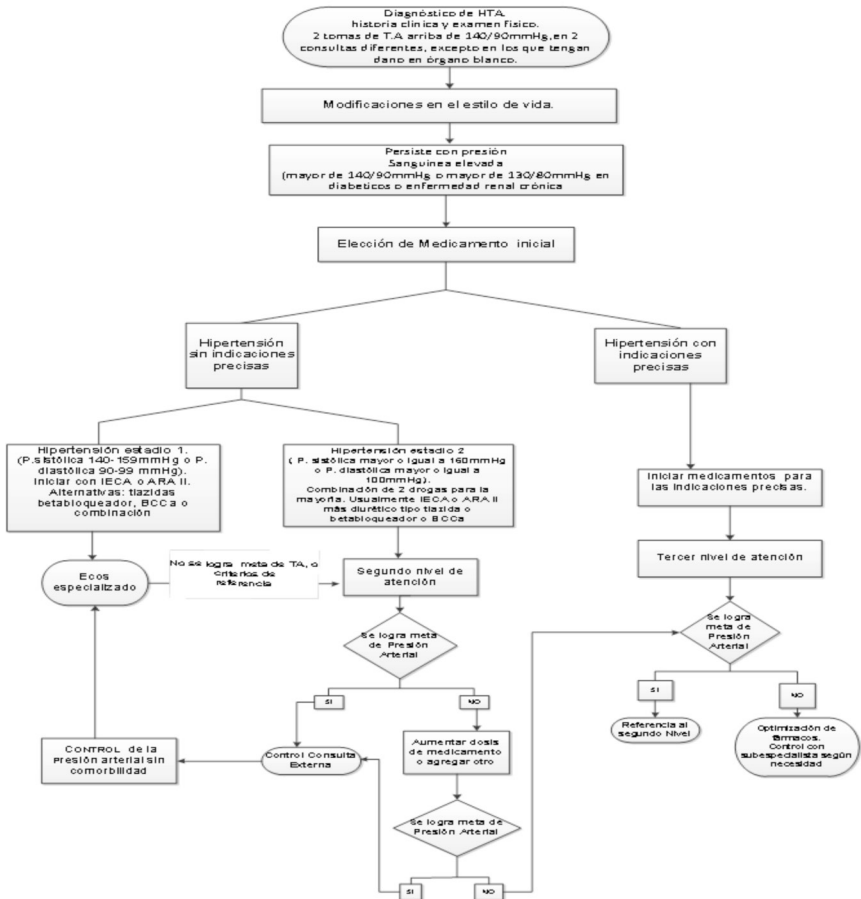 Diagnóstico de HTA.
historia clínica y examen físico.
2 tomas de T.A arriba de 140/90mmHg,en 2
consultas diferentes, excepto en los que tengan
daño en órgano blanco.
Modificaciones en el estilo de vida.
Persiste con presión
Sanguínea elevada
(mayor de 140/90mmHg o mayor de 130/80mmHg en
diabéticos o enfermedad renal crónica
Elección de Medicamento inicial
Hipertensión
sin indicaciones
precisas
Hipertensión con
indicaciones
precisas
Hipertensión estadio 1.
(P.sistólica 140-159mmHg o P.
diastólica 90-99 mmHg).
Iniciar con IECA o ARA II.
Alternativas: tiazidas
betabloqueador, BCCa o
combinación
Hipertensión estadio 2
( P. sistólica mayor o igual a 160mmHg
o P. diastólica mayor o igual a
100mmHg).
Combinación de 2 drogas para la
mayoría. Usualmente IECA o ARA II
más diurético tipo tiazida o
betabloqueador o BCCa
Iniciar medicamentos para
las indicaciones precisas.
Ecos
especializado
No se logra meta de TA, o
criterios de
referencia
Segundo nivel de
atención
Tercer nivel de atención
Se logra meta
de Presión
Arterial
Se logra
meta de
Presión
Arterial
SI
NO
SI
NO
Referencia al
segundo Nivel
Optimización de
fármacos.
Control con
subespecialista según
necesidad
CONTROL de la
Presión arterial sin
comorbilidad
Control Consulta
Externa
Aumentar dosis
de medicamento
o agregar otro
Se logra meta de
Presión Arterial
SI
NO